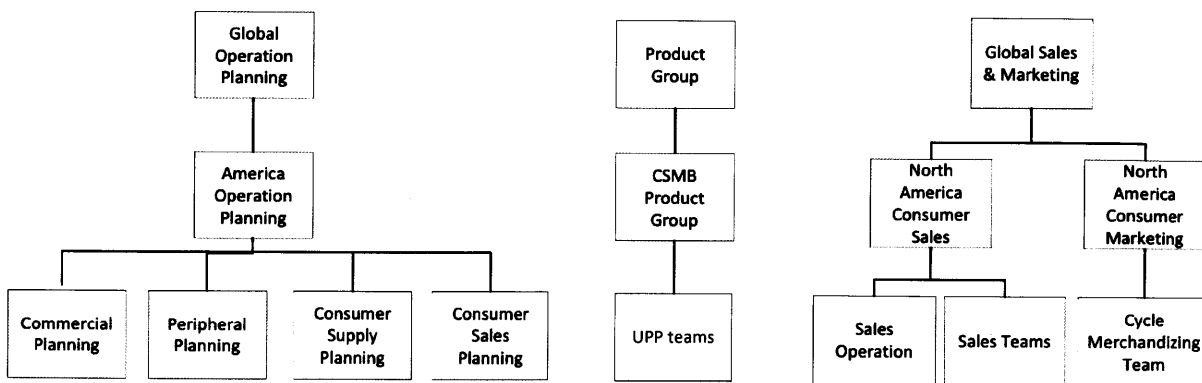 Global
Operation
Planning
Product
Group
Global Sales
& Marketing
America
Operation
Planning
CSMB
Product
Group
North
America
Consumer
Sales
North
America
Consumer
Marketing
Commercial
Planning
Peripheral
Planning
Consumer
Supply
Planning
Consumer
Sales
Planning
UPP teams
Sales
Operation
Sales Teams
Cycle
Merchandizing
Team